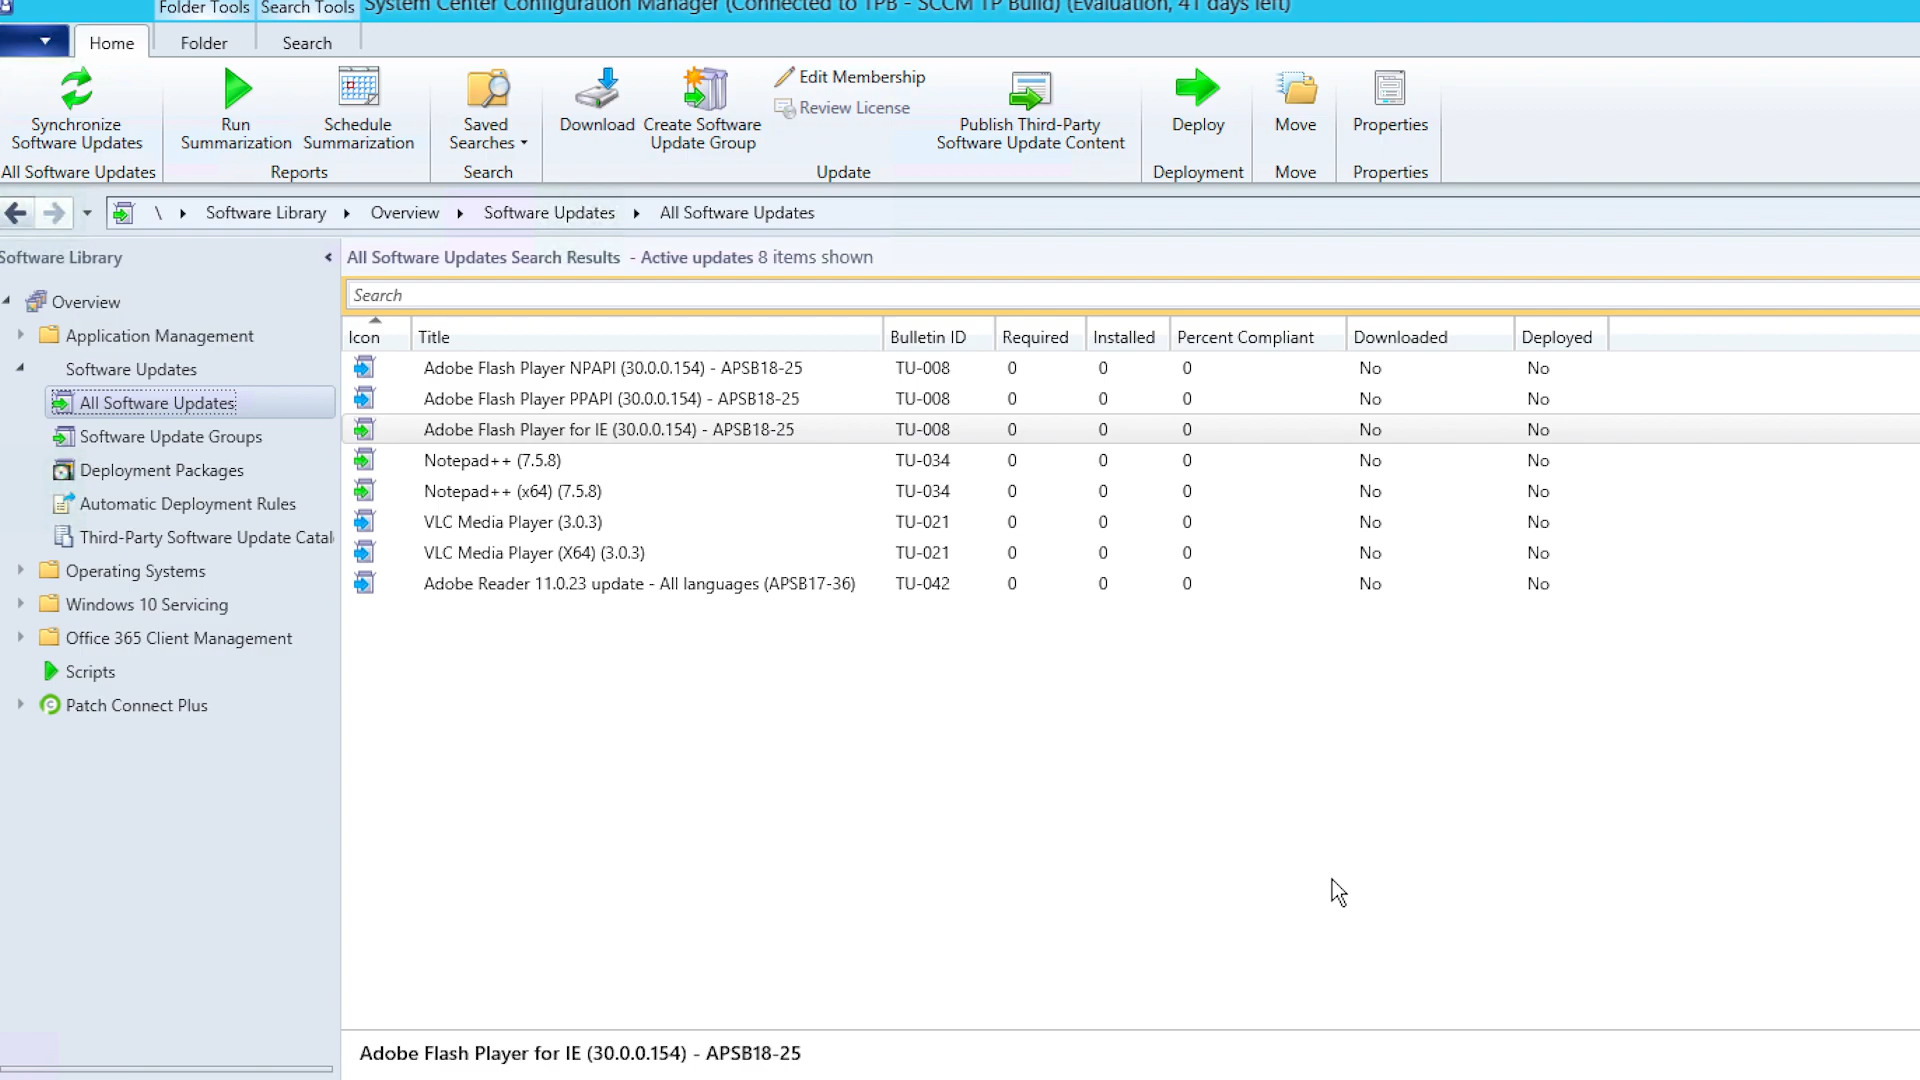 Folder Tools Search Tools System Center Configuration Manager (Connected to TPB - SCCM TP Build) (Evaluation, 41 days left)
Home Folder Search
Synchronize Software Updates
All Software Updates
Run Summarization
Schedule Summarization
Reports
Saved Searches
Search
Download
Create Software Update Group
Edit Membership
Review License
Publish Third-Party Software Update Content
Update
Deploy
Deployment
Move
Move
Properties
Properties
\ Software Library Overview Software Updates All Software Updates
Software Library
Overview
Application Management
Software Updates
All Software Updates
Software Update Groups
Deployment Packages
Automatic Deployment Rules
Third-Party Software Update Catal
Operating Systems
Windows 10 Servicing
Office 365 Client Management
Scripts
Patch Connect Plus
All Software Updates Search Results - Active updates 8 items shown
Search
Icon Title Bulletin ID Required Installed Percent Compliant Downloaded Deployed
Adobe Flash Player NPAPI (30.0.0.154) - APSB18-25 TU-008 0 0 0 No No
Adobe Flash Player PPAPI (30.0.0.154) - APSB18-25 TU-008 0 0 0 No No
Adobe Flash Player for IE (30.0.0.154) - APSB18-25 TU-008 0 0 0 No No
Notepad++ (7.5.8) TU-034 0 0 0 No No
Notepad++ (x64) (7.5.8) TU-034 0 0 0 No No
VLC Media Player (3.0.3) TU-021 0 0 0 No No
VLC Media Player (X64) (3.0.3) TU-021 0 0 0 No No
Adobe Reader 11.0.23 update - All languages (APSB17-36) TU-042 0 0 0 No No
Adobe Flash Player for IE (30.0.0.154) - APSB18-25